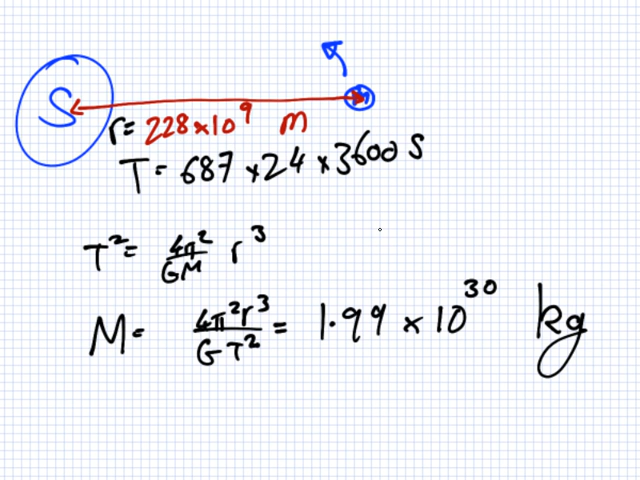 S
M
r= 228×10⁹ m
T= 687×24×3600 s
T²= 4π²/GM r³
M= 4π²r³/GT² = 1.99 × 10³⁰ kg